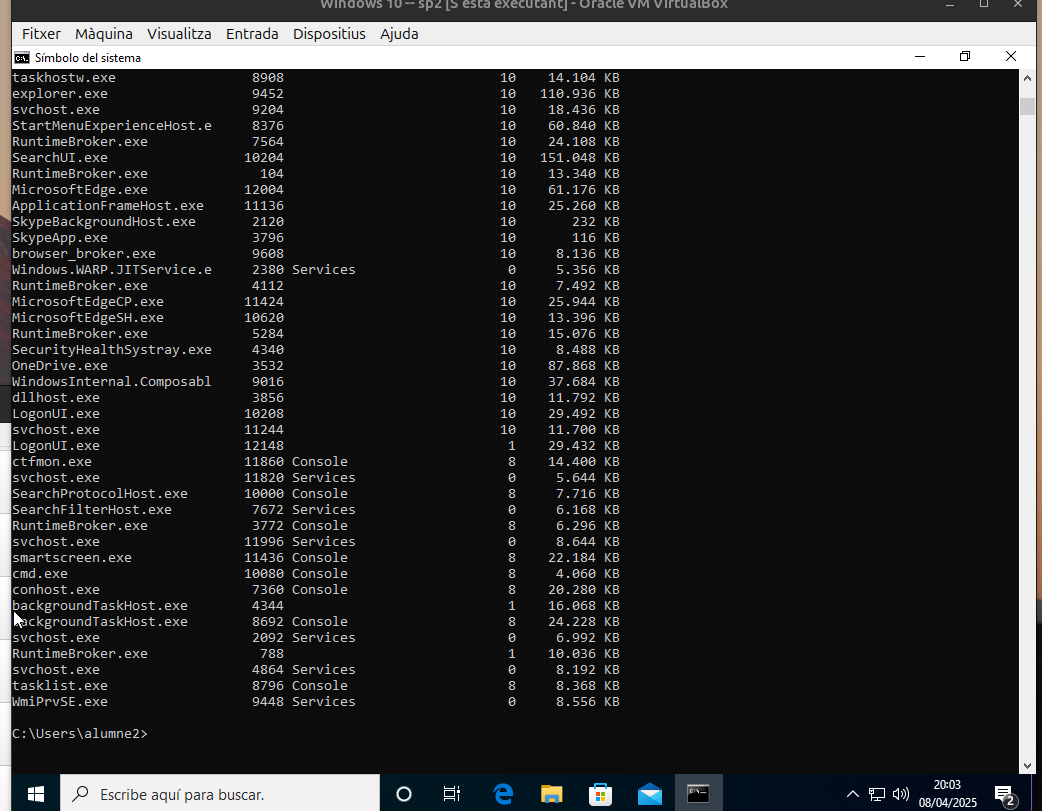 Windows 10 -- sp2 [S'està executant] - Oracle VM VirtualBox
Fitxer Màquina Visualitza Entrada Dispositius Ajuda
Símbolo del sistema
taskhostw.exe 8908 10 14.104 KB
explorer.exe 9452 10 110.936 KB
svchost.exe 9204 10 18.436 KB
StartMenuExperienceHost.e 8376 10 60.840 KB
RuntimeBroker.exe 7564 10 24.108 KB
SearchUI.exe 10204 10 151.048 KB
RuntimeBroker.exe 104 10 13.340 KB
MicrosoftEdge.exe 12004 10 61.176 KB
ApplicationFrameHost.exe 11136 10 25.260 KB
SkypeBackgroundHost.exe 2120 10 232 KB
SkypeApp.exe 3796 10 116 KB
browser_broker.exe 9608 10 8.136 KB
Windows.WARP.JITService.e 2380 Services 0 5.356 KB
RuntimeBroker.exe 4112 10 7.492 KB
MicrosoftEdgeCP.exe 11424 10 25.944 KB
MicrosoftEdgeSH.exe 10620 10 13.396 KB
RuntimeBroker.exe 5284 10 15.076 KB
SecurityHealthSystray.exe 4340 10 8.488 KB
OneDrive.exe 3532 10 87.868 KB
WindowsInternal.Composabl 9016 10 37.684 KB
dllhost.exe 3856 10 11.792 KB
LogonUI.exe 10208 10 29.492 KB
svchost.exe 11244 10 11.700 KB
LogonUI.exe 12148 1 29.432 KB
ctfmon.exe 11860 Console 8 14.400 KB
svchost.exe 11820 Services 0 5.644 KB
SearchProtocolHost.exe 10000 Console 8 7.716 KB
SearchFilterHost.exe 7672 Services 0 6.168 KB
RuntimeBroker.exe 3772 Console 8 6.296 KB
svchost.exe 11996 Services 0 8.644 KB
smartscreen.exe 11436 Console 8 22.184 KB
cmd.exe 10080 Console 8 4.060 KB
conhost.exe 7360 Console 8 20.280 KB
backgroundTaskHost.exe 4344 1 16.068 KB
backgroundTaskHost.exe 8692 Console 8 24.228 KB
svchost.exe 2092 Services 0 6.992 KB
RuntimeBroker.exe 788 1 10.036 KB
svchost.exe 4864 Services 0 8.192 KB
tasklist.exe 8796 Console 8 8.368 KB
WmiPrvSE.exe 9448 Services 0 8.556 KB
C:\Users\alumne2>
Escribe aquí para buscar.
20:03
08/04/2025
2